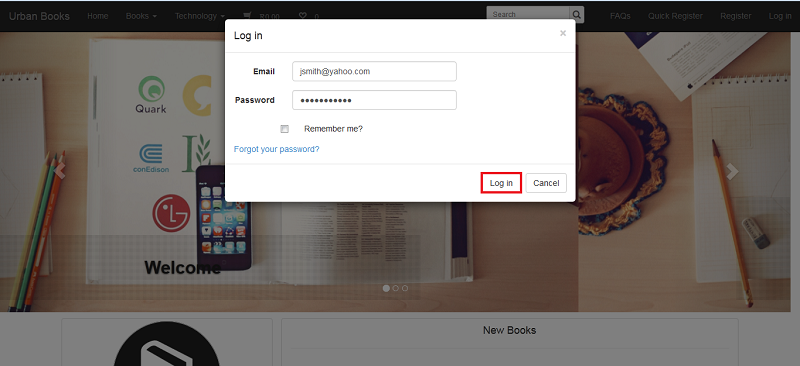 Urban Books Home Books Technology R0.00 0 Search FAQs Quick Register Register Log In
Log in ×
Email jsmith@yahoo.com
Password •••••••••••
Remember me?
Forgot your password?
Log in Cancel
Quark
conEdison
LG
Welcome
New Books